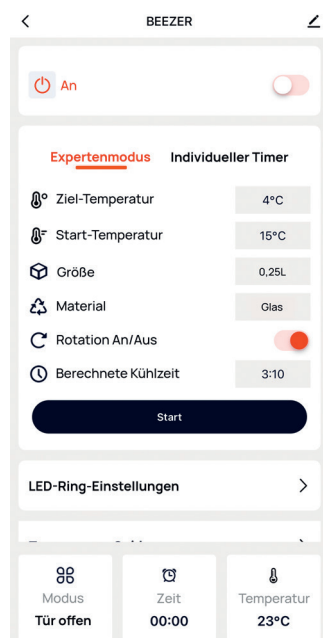 BEEZER
An
Expertenmodus Individueller Timer
Ziel-Temperatur 4°C
Start-Temperatur 15°C
Größe 0,25L
Material Glas
Rotation An/Aus
Berechnete Kühlzeit 3:10
Start
LED-Ring-Einstellungen
Modus Zeit Temperatur
Tür offen 00:00 23°C